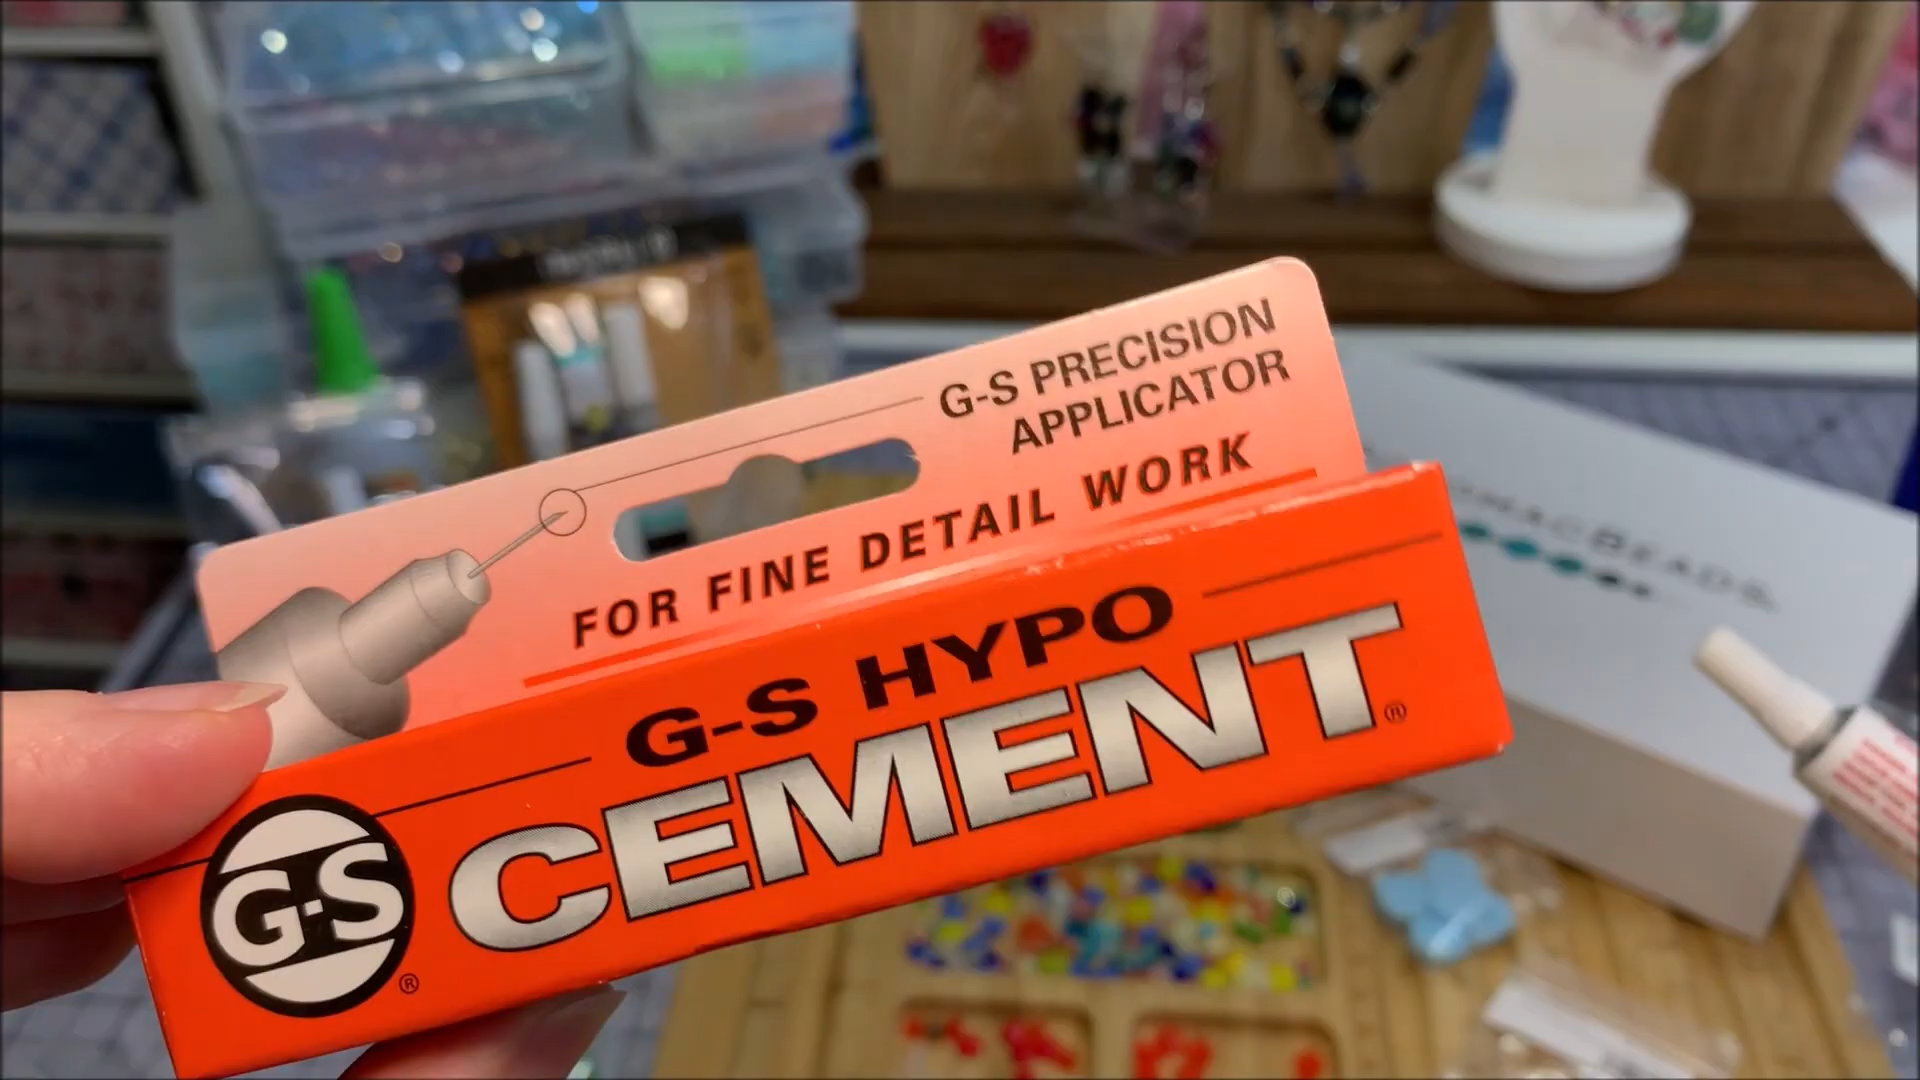 G-S PRECISION
APPLICATOR
FOR FINE DETAIL WORK
G-S HYPO
CEMENT®
G-S®